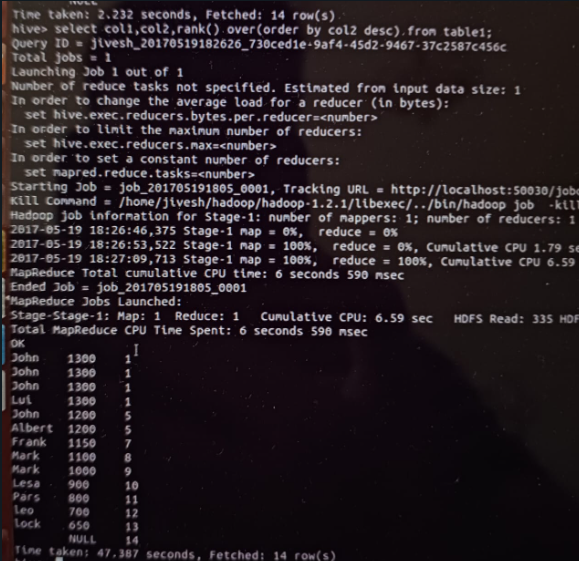 NULL
Time taken: 2.232 seconds, Fetched: 14 row(s)
hive> select col1,col2,rank() over(order by col2 desc) from table1;
Query ID = jivesh_20170519182626_730ced1e-9af4-45d2-9467-37c2587c456c
Total jobs = 1
Launching Job 1 out of 1
Number of reduce tasks not specified. Estimated from input data size: 1
In order to change the average load for a reducer (in bytes):
set hive.exec.reducers.bytes.per.reducer=<number>
In order to limit the maximum number of reducers:
set hive.exec.reducers.max=<number>
In order to set a constant number of reducers:
set mapred.reduce.tasks=<number>
Starting Job = job_201705191805_0001, Tracking URL = http://localhost:50030/jobd
Kill Command = /home/jivesh/hadoop/hadoop-1.2.1/libexec/../bin/hadoop job -kil
Hadoop job information for Stage-1: number of mappers: 1; number of reducers: 1
2017-05-19 18:26:46,375 Stage-1 map = 0%, reduce = 0%
2017-05-19 18:26:53,522 Stage-1 map = 100%, reduce = 0%, Cumulative CPU 1.79 se
2017-05-19 18:27:09,713 Stage-1 map = 100%, reduce = 100%, Cumulative CPU 6.59
MapReduce Total cumulative CPU time: 6 seconds 590 msec
Ended Job = job_201705191805_0001
MapReduce Jobs Launched:
Stage-Stage-1: Map: 1 Reduce: 1 Cumulative CPU: 6.59 sec HDFS Read: 335 HDF
Total MapReduce CPU Time Spent: 6 seconds 590 msec
OK
John 1300 1
John 1300 1
John 1300 1
Lui 1300 1
John 1200 5
Albert 1200 5
Frank 1150 7
Mark 1100 8
Mark 1000 9
Lesa 900 10
Pars 800 11
leo 700 12
lock 650 13
NULL 14
Time taken: 47.387 seconds, Fetched: 14 row(s)